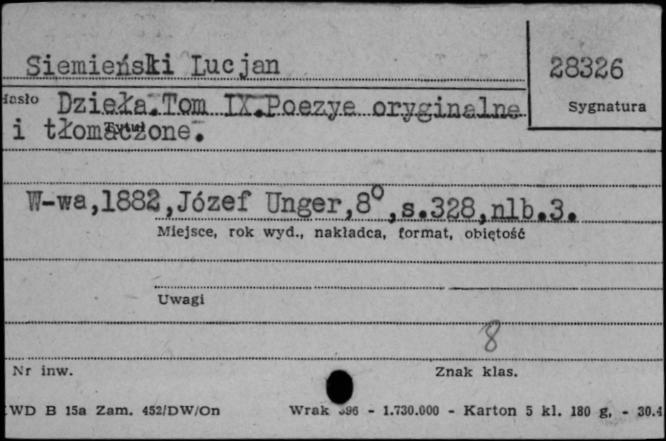 Siemieński Lucjan
28326
Hasło
Sygnatura
Dzieła.Tom IX.Poezye oryginalne
Tytuł
i tłomaczone.
W-wa,1882,Józef Unger,8°,s.328,nlb.3.
Miejsce, rok wyd., nakładca, format, objętość
Uwagi
8
Nr inw.
Znak klas.
WD B 15a Zam. 452/DW/On
Wrak 396 - 1.730.000 - Karton 5 kl. 180 g. - 30.4